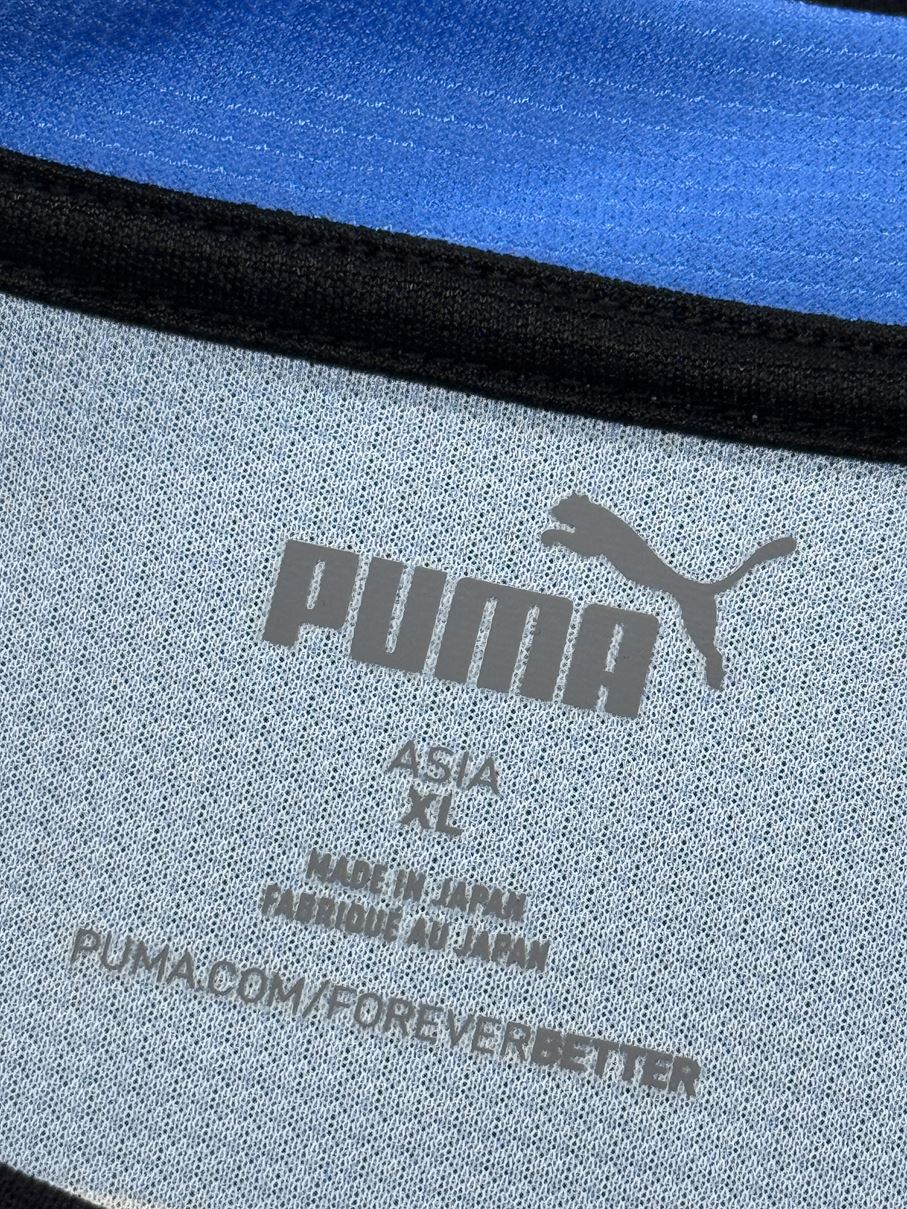 PUMA
ASIA
XL
MADE IN JAPAN
FABRIQUÉ AU JAPAN
PUMA.COM/FOREVERBETTER